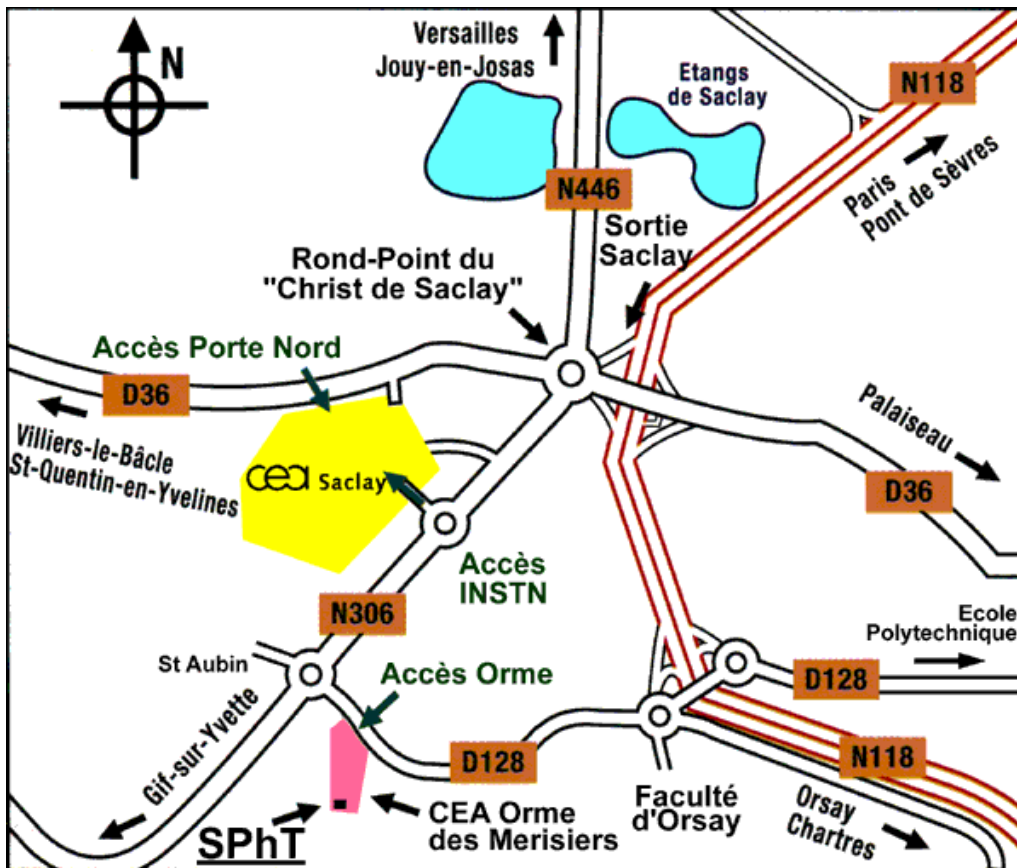 N
Versailles
Jouy-en-Josas
Etangs
de Saclay
N118
Paris
Pont de Sèvres
N446
Sortie
Saclay
Rond-Point du
"Christ de Saclay"
Accès Porte Nord
D36
Villiers-le-Bâcle
St-Quentin-en-Yvelines
cea Saclay
Palaiseau
D36
Accès
INSTN
N306
Ecole
Polytechnique
St Aubin
Accès Orme
D128
Gif-sur-Yvette
D128
N118
Faculté
d'Orsay
Orsay
Chartres
CEA Orme
des Merisiers
SPhT